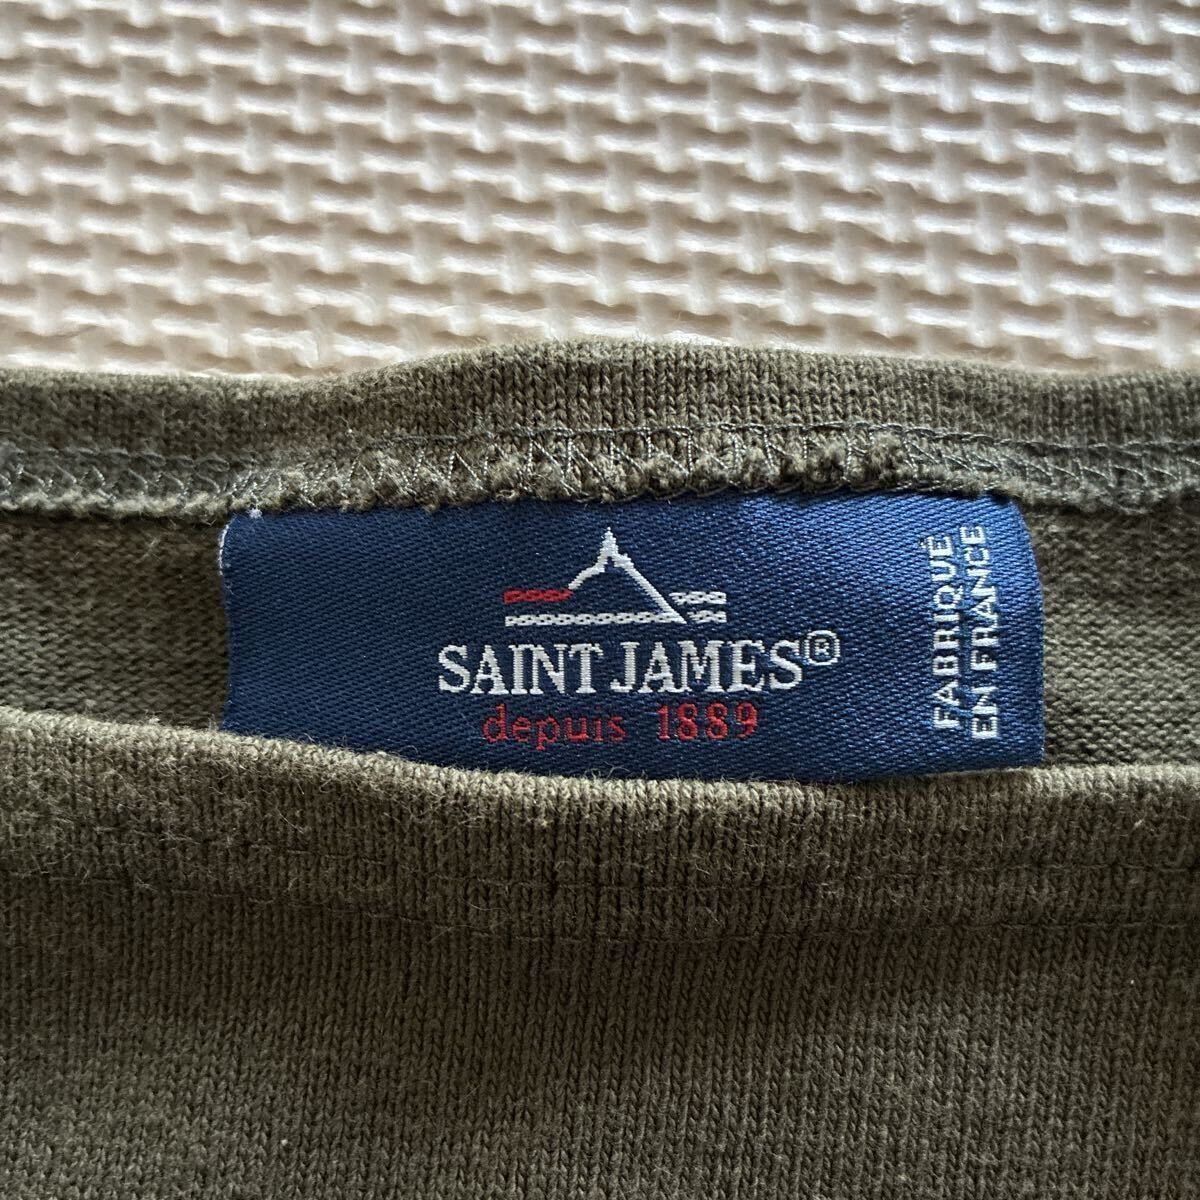 SAINT JAMES®
depuis 1889
FABRIQUÉ
EN FRANCE